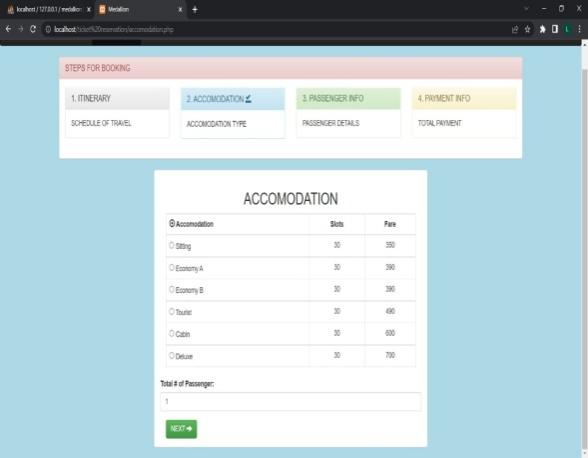 localhost / 127.0.0.1 / medallion
Medallion
localhost/ticket%20reservation/accomodation.php
STEPS FOR BOOKING
1. ITINERARY
2. ACCOMODATION
3. PASSENGER INFO
4. PAYMENT INFO
SCHEDULE OF TRAVEL
ACCOMODATION TYPE
PASSENGER DETAILS
TOTAL PAYMENT
ACCOMODATION
Accomodation Slots Fare
Sitting 30 350
Economy A 30 390
Economy B 30 390
Tourist 30 490
Cabin 30 600
Deluxe 30 700
Total # of Passenger:
1
NEXT